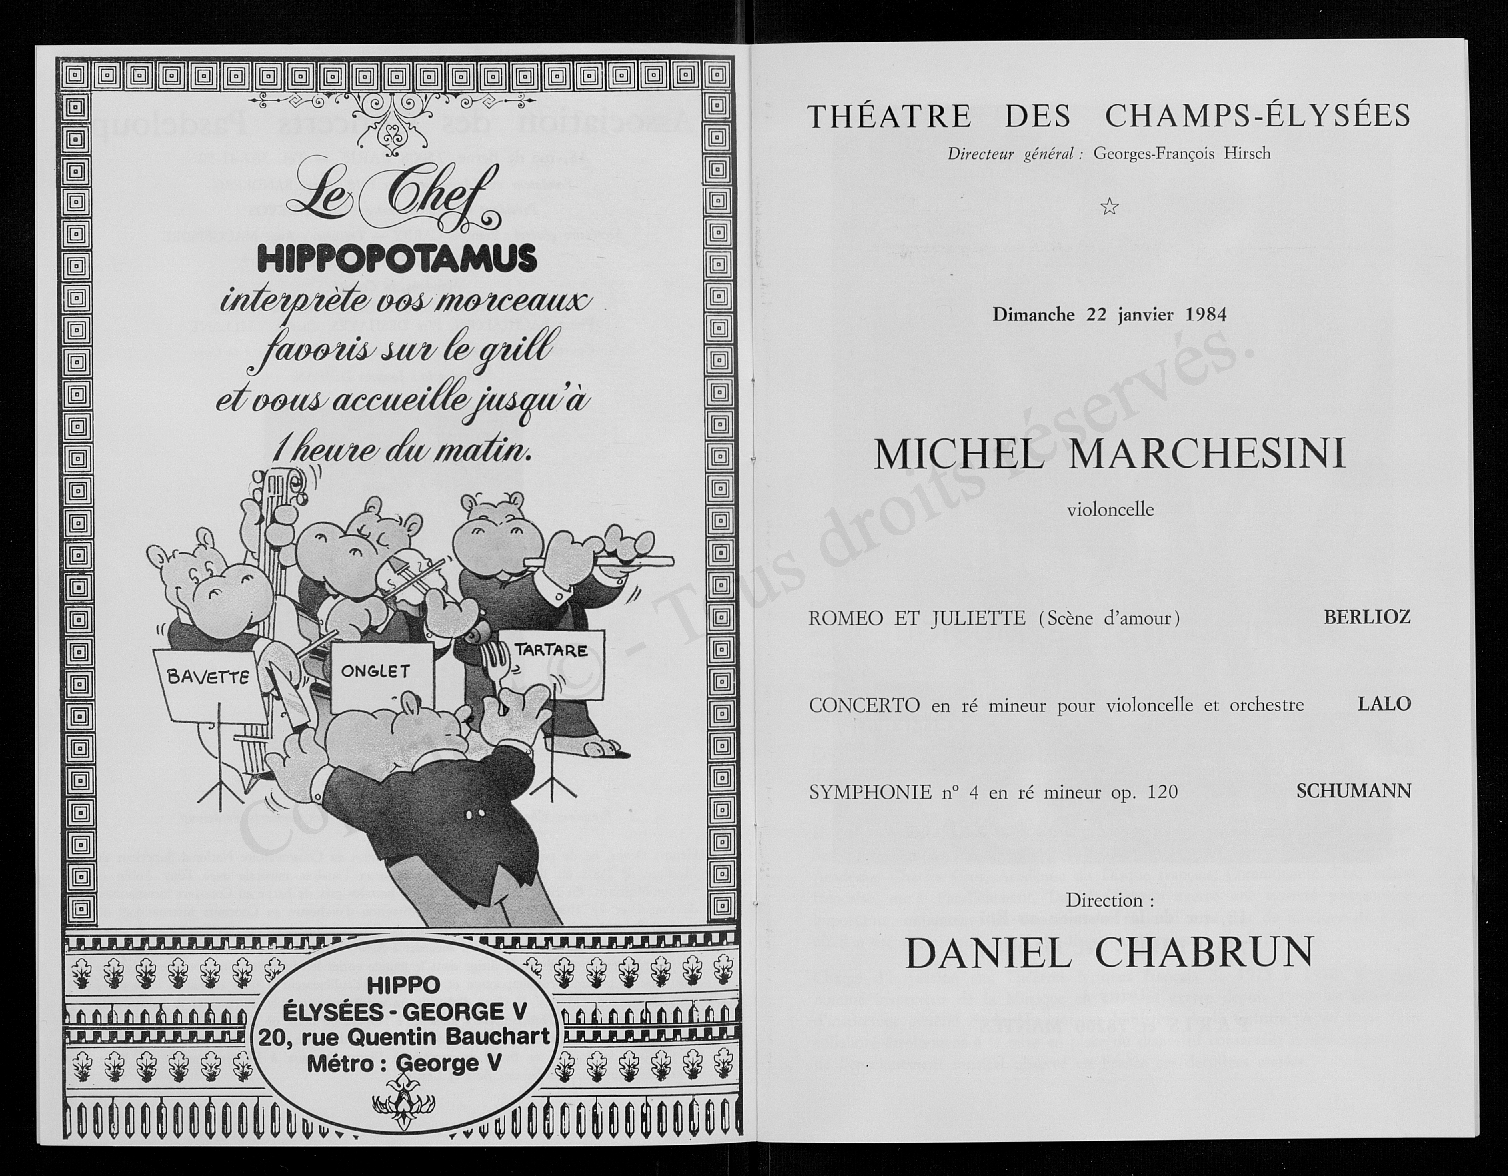 Le Chef
HIPPOPOTAMUS
interprète vos morceaux
favoris sur le grill
et vous accueille jusqu'à
1 heure du matin.
BAVETTE
ONGLET
TARTARE
HIPPO
ÉLYSÉES - GEORGE V
20, rue Quentin Bauchart
Métro : George V
THÉATRE DES CHAMPS-ÉLYSÉES
Directeur général : Georges-François Hirsch
Dimanche 22 janvier 1984
MICHEL MARCHESINI
violoncelle
ROMEO ET JULIETTE (Scène d'amour) BERLIOZ
CONCERTO en ré mineur pour violoncelle et orchestre LALO
SYMPHONIE n° 4 en ré mineur op. 120 SCHUMANN
Direction :
DANIEL CHABRUN
© - Tous droits réservés.